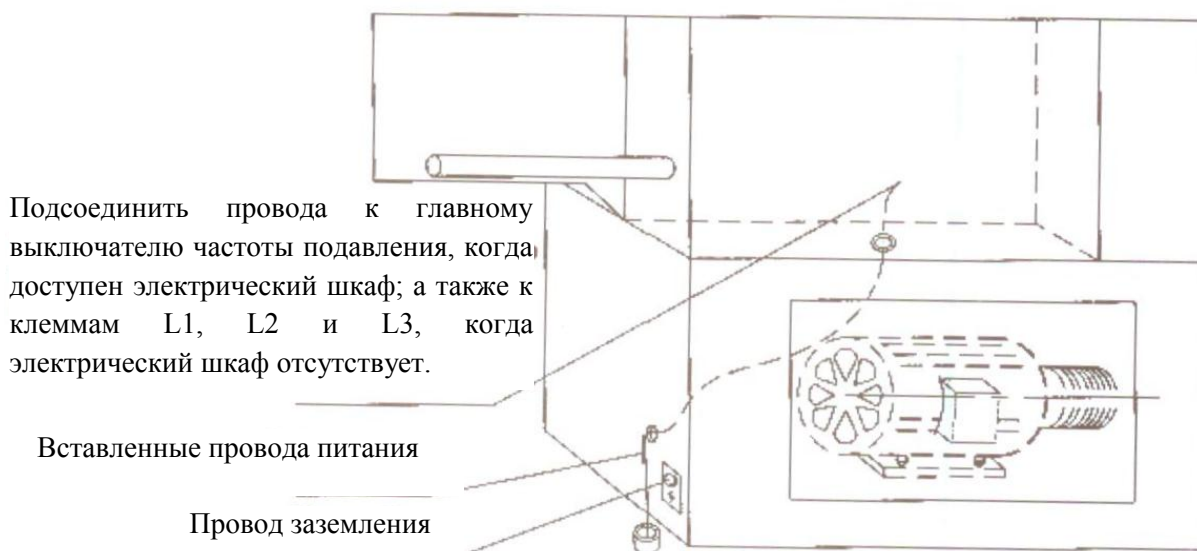 Подсоединить провода к главному
выключателю частоты подавления, когда
доступен электрический шкаф; а также к
клеммам L1, L2 и L3, когда
электрический шкаф отсутствует.
Вставленные провода питания
Провод заземления